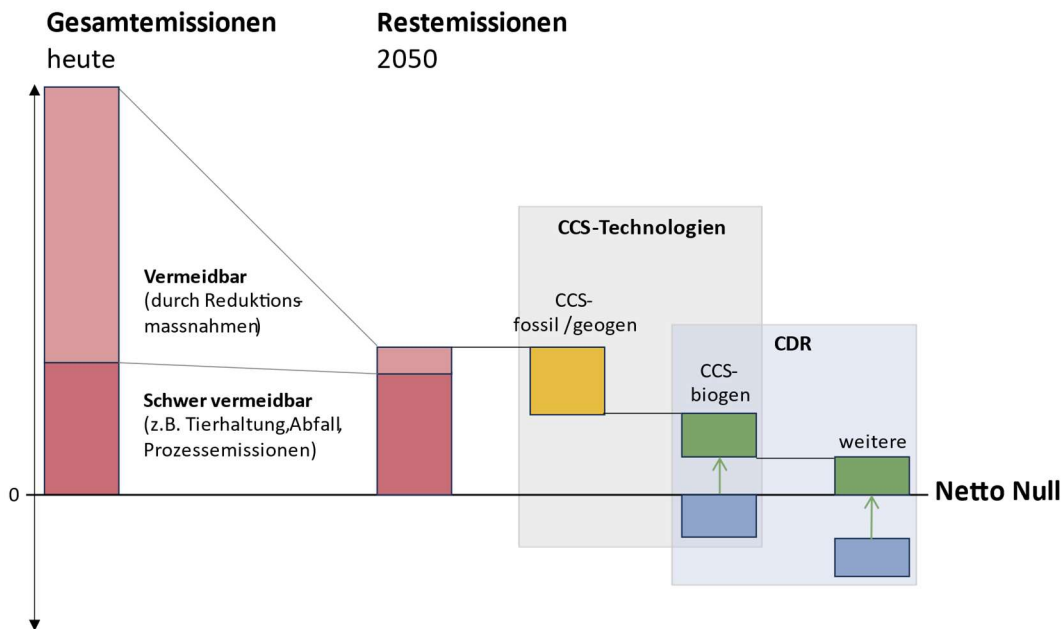 Gesamtemissionen
heute
Restemissionen
2050
CCS-Technologien
Vermeidbar
(durch Reduktions-
massnahmen)
CCS-
fossil /geogen
CDR
CCS-
biogen
Schwer vermeidbar
(z.B. Tierhaltung,Abfall,
Prozessemissionen)
weitere
0
Netto Null